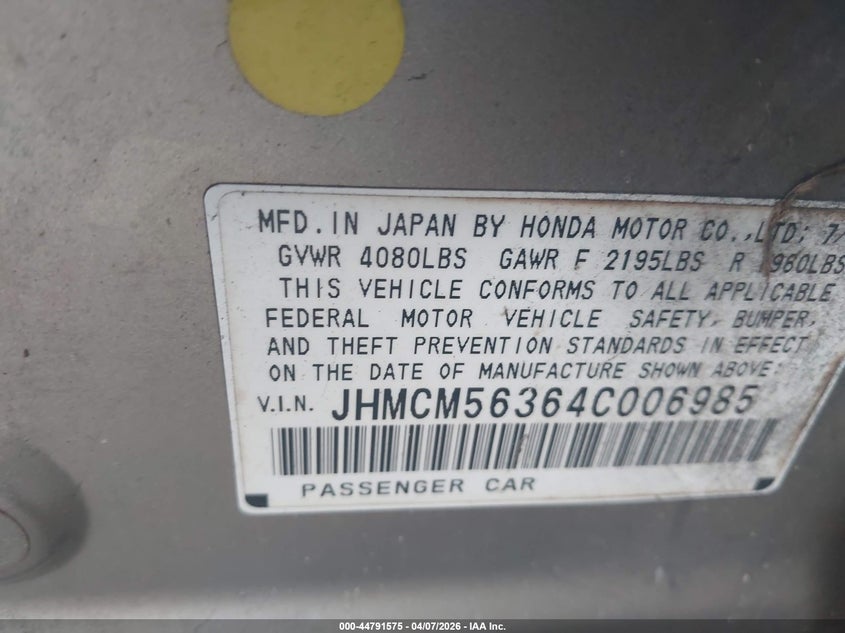 MFD. IN JAPAN BY HONDA MOTOR CO., LTD; 7/
GVWR 4080LBS GAWR F 2195LBS R 980LBS
THIS VEHICLE CONFORMS TO ALL APPLICABLE
FEDERAL MOTOR VEHICLE SAFETY, BUMPER,
AND THEFT PREVENTION STANDARDS IN EFFECT
ON THE DATE OF MANUFACTURE SHOWN ABOVE.
V.I.N. JHMCM56364C006985
PASSENGER CAR
000-44791575 - 04/07/2026 - IAA Inc.